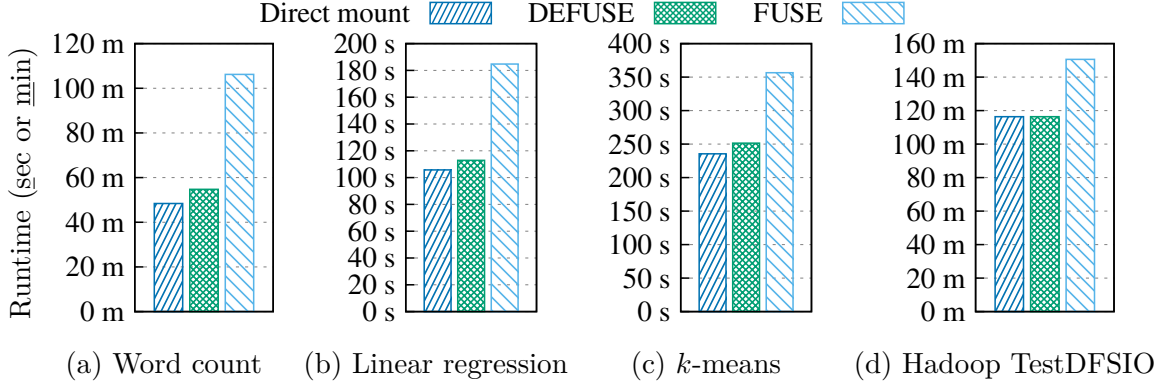 Direct mount DEFUSE FUSE
Runtime (sec or min)
120 m
100 m
80 m
60 m
40 m
20 m
0 m
(a) Word count
200 s
180 s
160 s
140 s
120 s
100 s
80 s
60 s
40 s
20 s
0 s
(b) Linear regression
400 s
350 s
300 s
250 s
200 s
250 s
100 s
50 s
0 s
(c) k-means
160 m
140 m
120 m
100 m
80 m
60 m
40 m
20 m
0 m
(d) Hadoop TestDFSIO